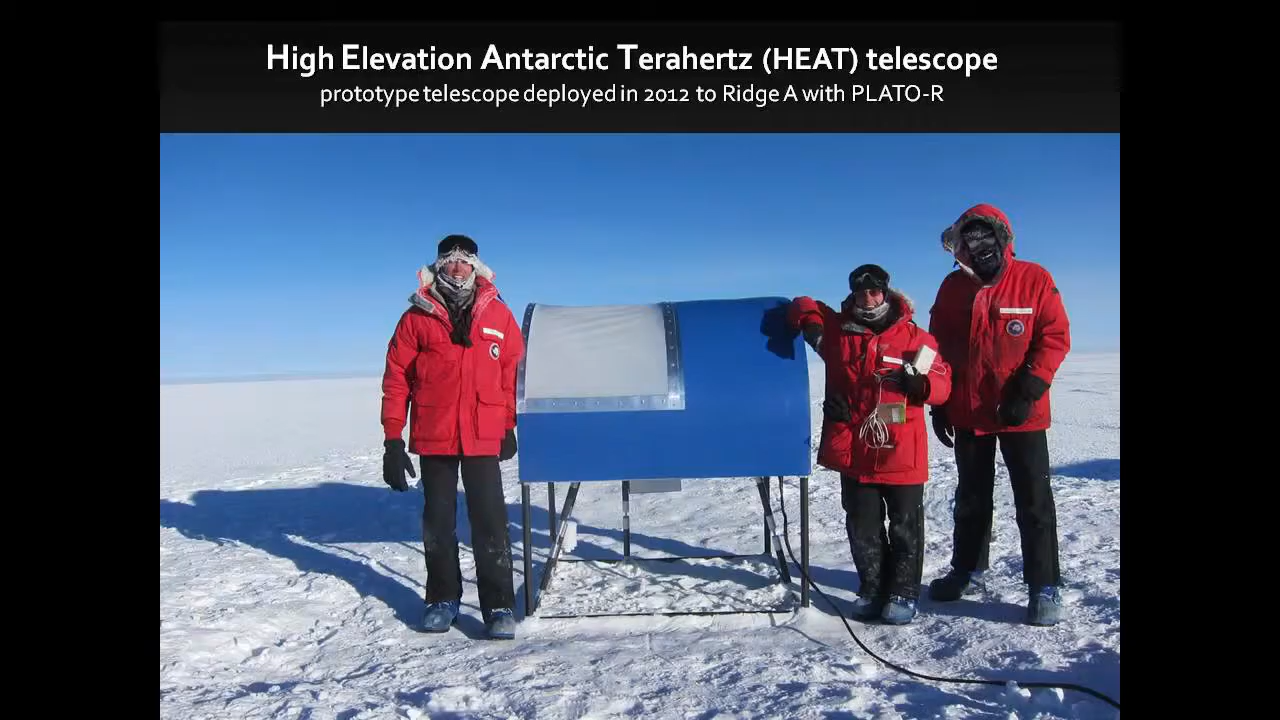 High Elevation Antarctic Terahertz (HEAT) telescope
prototype telescope deployed in 2012 to Ridge A with PLATO-R